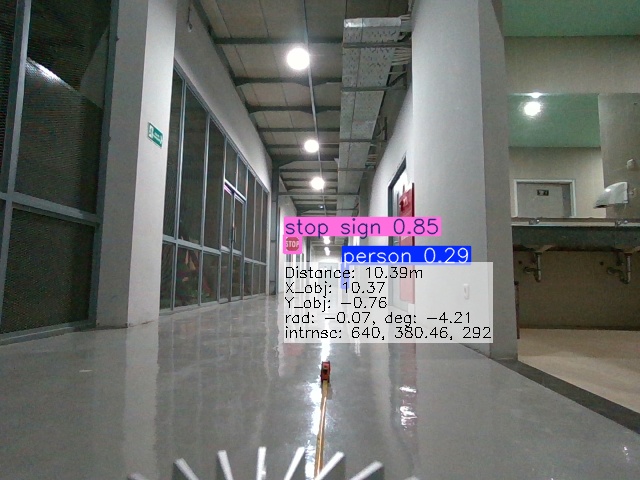 stop sign 0.85
STOP
person 0.29
Distance: 10.39m
X_obj: 10.37
Y_obj: −0.76
rad: −0.07, deg: −4.21
intrnsc: 640, 380.46, 292